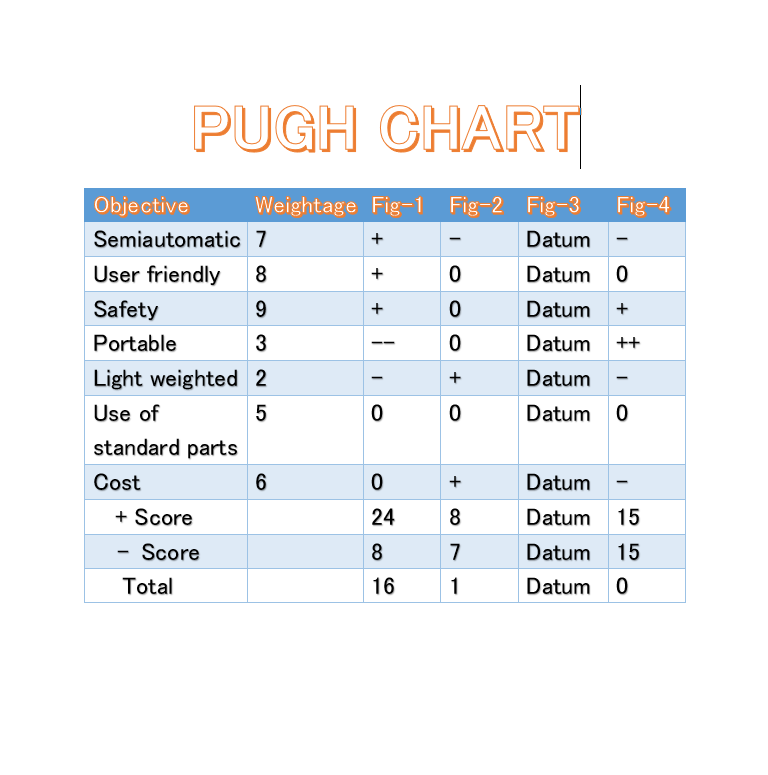 PUGH CHART
Objective Weightage Fig-1 Fig-2 Fig-3 Fig-4
Semiautomatic 7 + - Datum -
User friendly 8 + 0 Datum 0
Safety 9 + 0 Datum +
Portable 3 -- 0 Datum ++
Light weighted 2 - + Datum -
Use of 5 0 0 Datum 0
standard parts
Cost 6 0 + Datum -
+ Score 24 8 Datum 15
- Score 8 7 Datum 15
Total 16 1 Datum 0